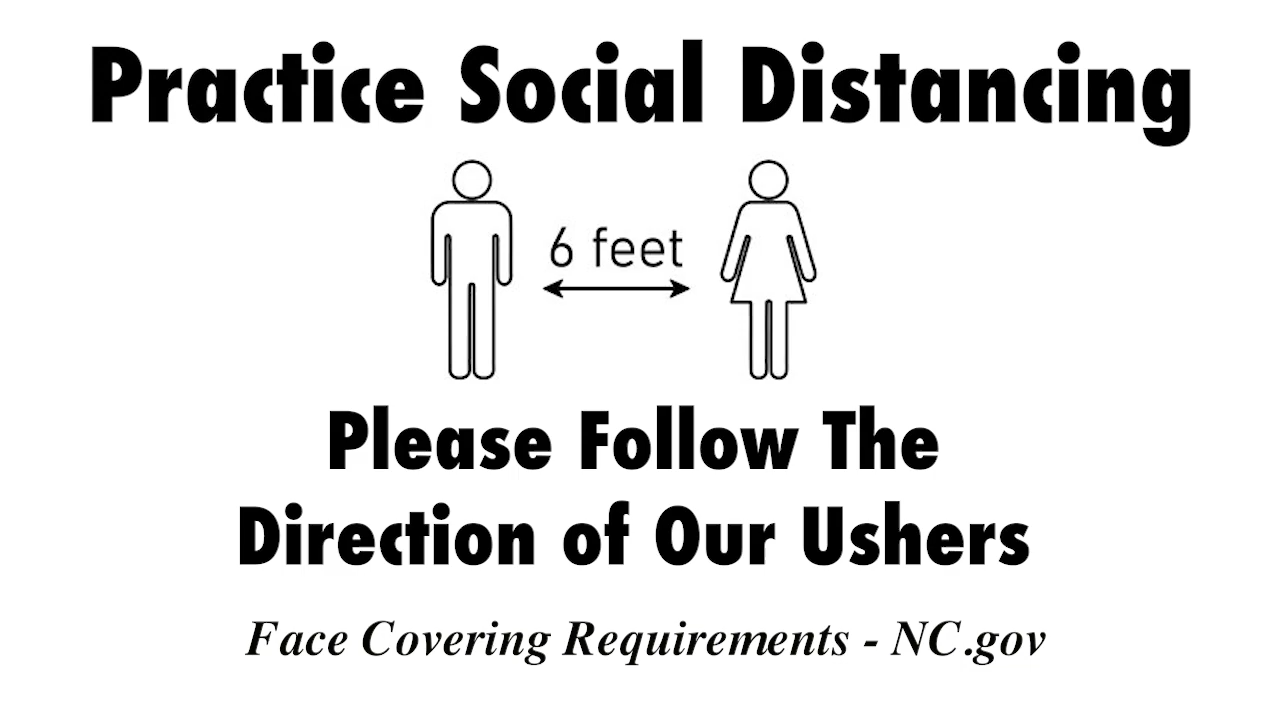 Practice Social Distancing
6 feet
Please Follow The
Direction of Our Ushers
Face Covering Requirements - NC.gov